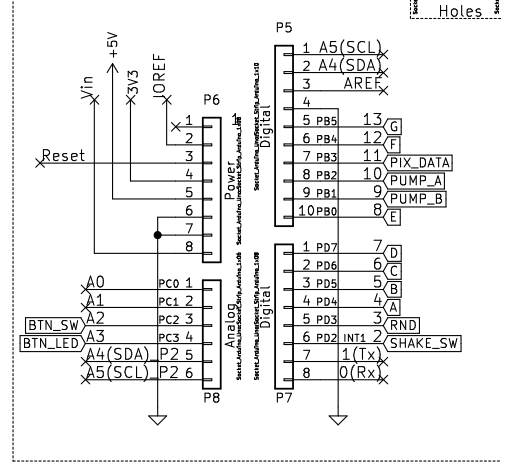 Holes
P5
+5V
Vin
3V3
IOREF
P6
1
2
3
4
5
6
7
8
Power
Reset
1 A5(SCL)
2 A4(SDA)
3 AREF
4
5 PB5 13 G
6 PB4 12 F
7 PB3 11 PIX_DATA
8 PB2 10 PUMP_A
9 PB1 9 PUMP_B
10 PB0 8 E
Digital
A0 PC0 1
A1 PC1 2
BTN_SW A2 PC2 3
BTN_LED A3 PC3 4
A4(SDA)_P2 5
A5(SCL)_P2 6
Analog
P8
1 PD7 7 D
2 PD6 6 C
3 PD5 5 B
4 PD4 4 A
5 PD3 3 RND
6 PD2 INT1 2 SHAKE_SW
7 1(Tx)
8 0(Rx)
Digital
P7